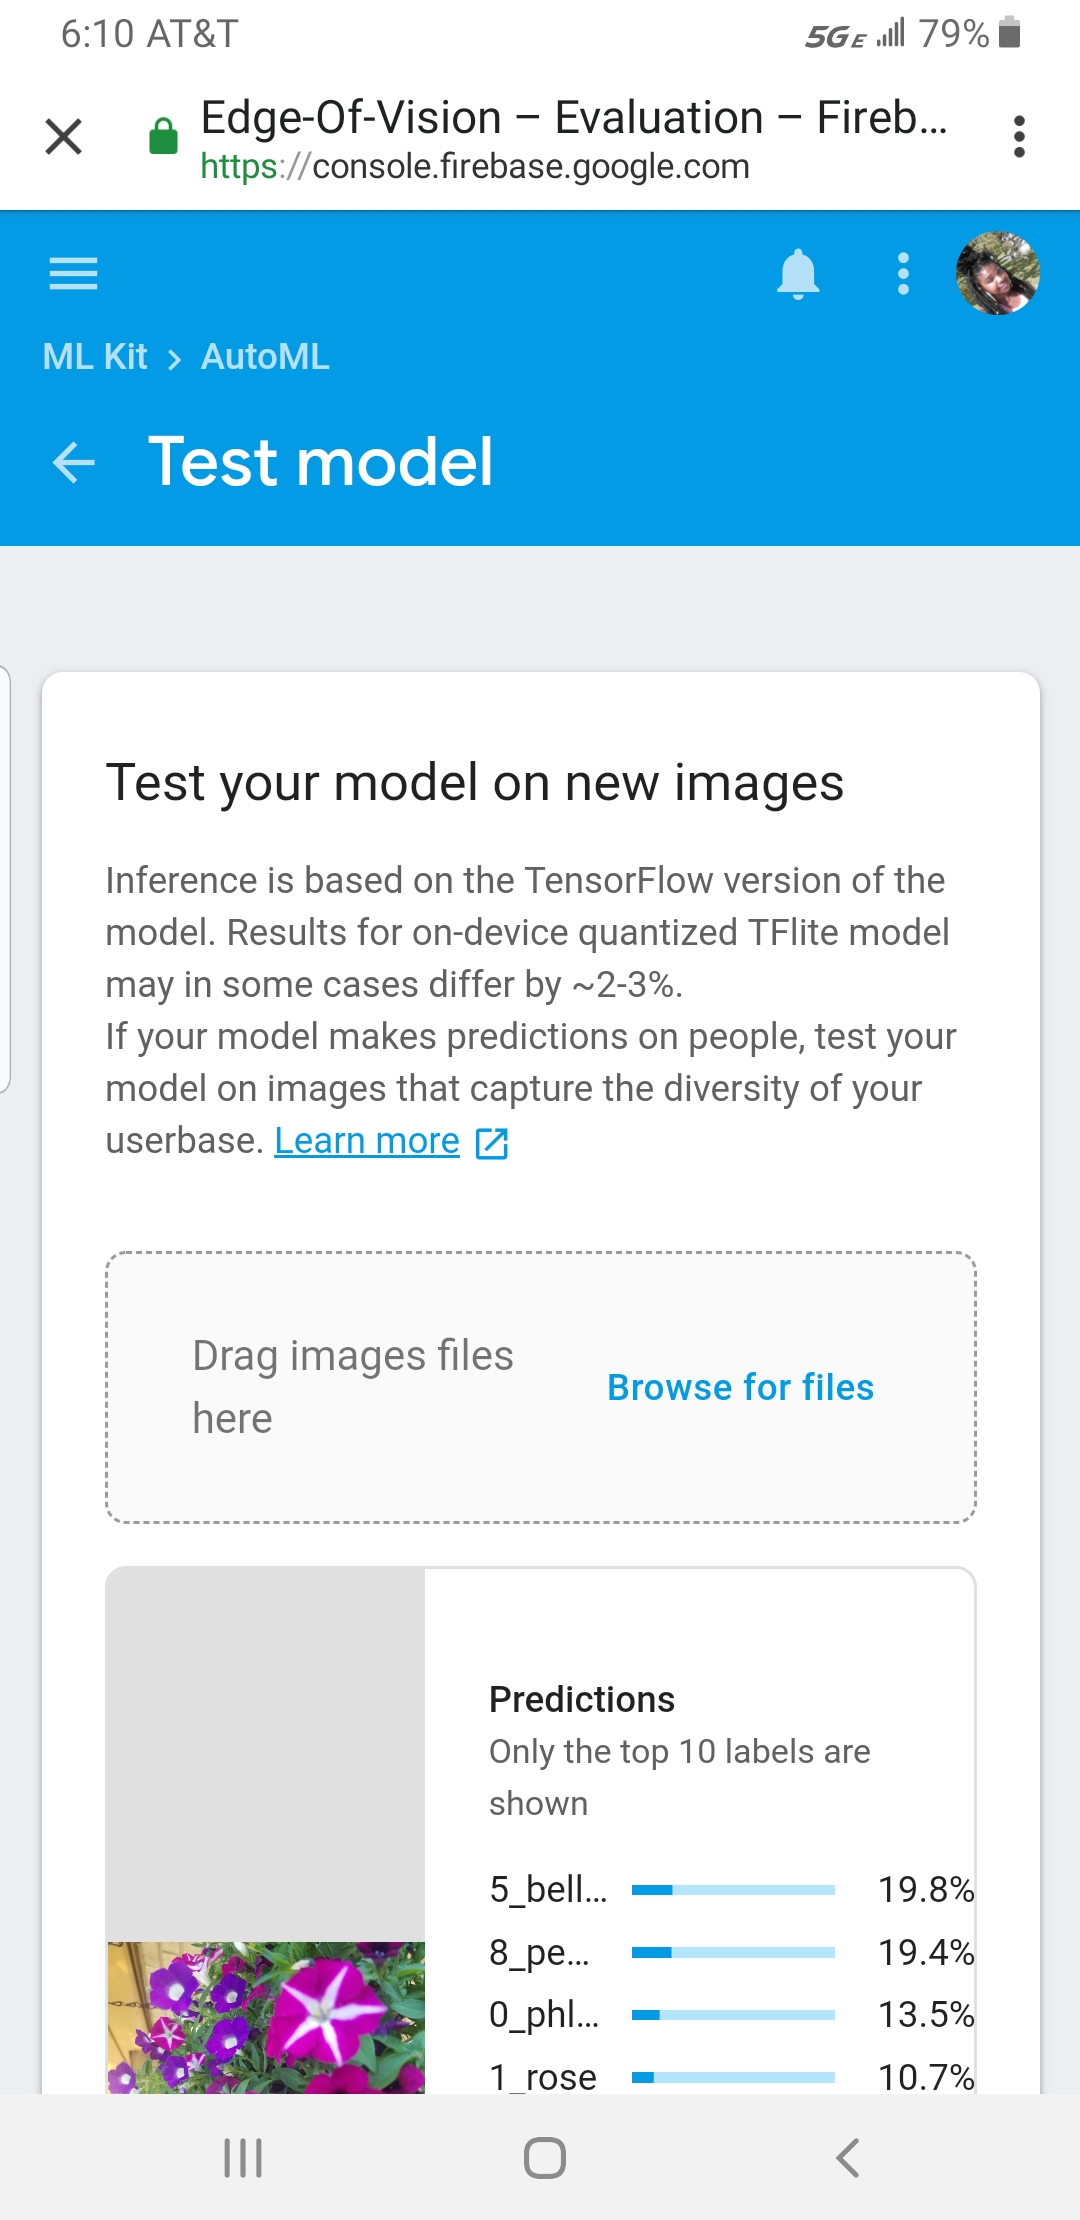 6:10 AT&T 5GE 79%
Edge-Of-Vision – Evaluation – Fireb...
https://console.firebase.google.com
ML Kit > AutoML
Test model
Test your model on new images
Inference is based on the TensorFlow version of the
model. Results for on-device quantized TFlite model
may in some cases differ by ~2-3%.
If your model makes predictions on people, test your
model on images that capture the diversity of your
userbase. Learn more
Drag images files
here
Browse for files
Predictions
Only the top 10 labels are
shown
5_bell... 19.8%
8_pe... 19.4%
0_phl... 13.5%
1_rose 10.7%